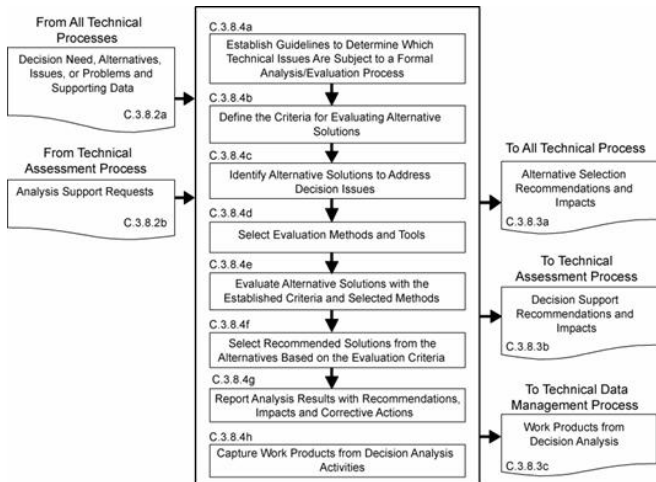 From All Technical
Processes
Decision Need, Alternatives,
Issues, or Problems and
Supporting Data
C.3.8.2a
From Technical
Assessment Process
Analysis Support Requests
C.3.8.2b
C.3.8.4a
Establish Guidelines to Determine Which
Technical Issues Are Subject to a Formal
Analysis/Evaluation Process
C.3.8.4b
Define the Criteria for Evaluating Alternative
Solutions
C.3.8.4c
Identify Alternative Solutions to Address
Decision Issues
C.3.8.4d
Select Evaluation Methods and Tools
C.3.8.4e
Evaluate Alternative Solutions with the
Established Criteria and Selected Methods
C.3.8.4f
Select Recommended Solutions from the
Alternatives Based on the Evaluation Criteria
C.3.8.4g
Report Analysis Results with Recommendations,
Impacts and Corrective Actions
C.3.8.4h
Capture Work Products from Decision Analysis
Activities
To All Technical Process
Alternative Selection
Recommendations and
Impacts
C.3.8.3a
To Technical
Assessment Process
Decision Support
Recommendations and
Impacts
C.3.8.3b
To Technical Data
Management Process
Work Products from
Decision Analysis
C.3.8.3c